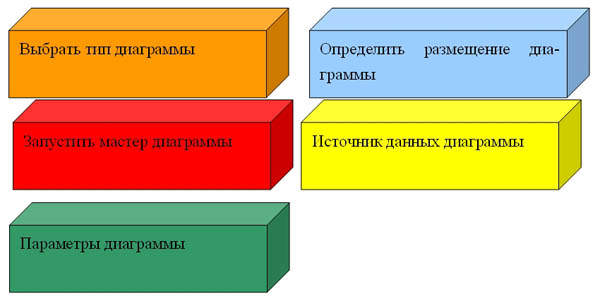 Выбрать тип диаграммы
Определить размещение диа-
граммы
Запустить мастер диаграммы
Источник данных диаграммы
Параметры диаграммы